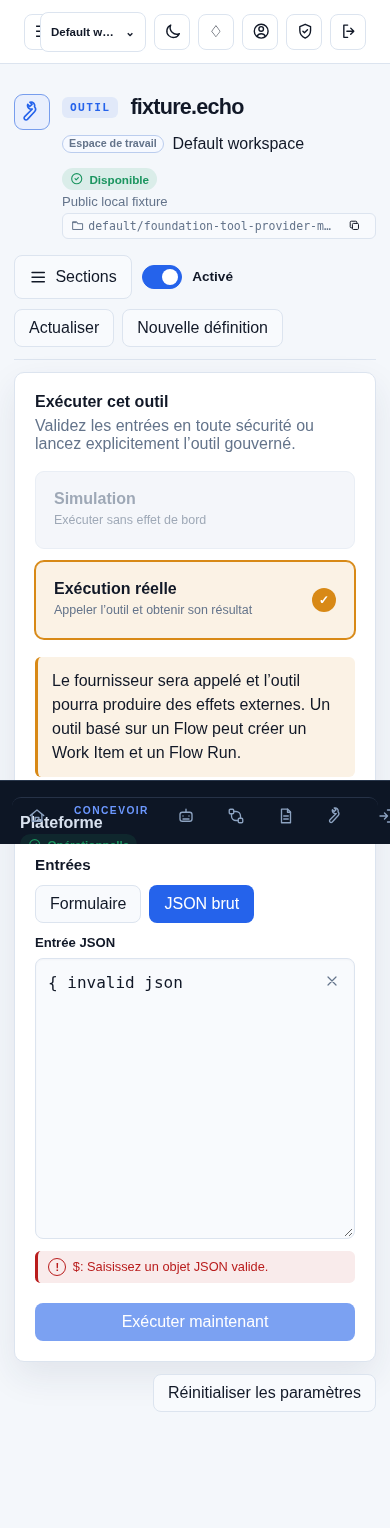 Default w… ⌄
OUTIL fixture.echo
Espace de travail Default workspace
Disponible
Public local fixture
default/foundation-tool-provider-m…
Sections Activé
Actualiser Nouvelle définition
Exécuter cet outil
Validez les entrées en toute sécurité ou
lancez explicitement l’outil gouverné.
Simulation
Exécuter sans effet de bord
Exécution réelle
Appeler l’outil et obtenir son résultat
Le fournisseur sera appelé et l’outil
pourra produire des effets externes. Un
outil basé sur un Flow peut créer un
Work Item et un Flow Run.
CONCEVOIR
Plateforme
Opérationnelle
Entrées
Formulaire JSON brut
Entrée JSON
{ invalid json
$: Saisissez un objet JSON valide.
Exécuter maintenant
Réinitialiser les paramètres